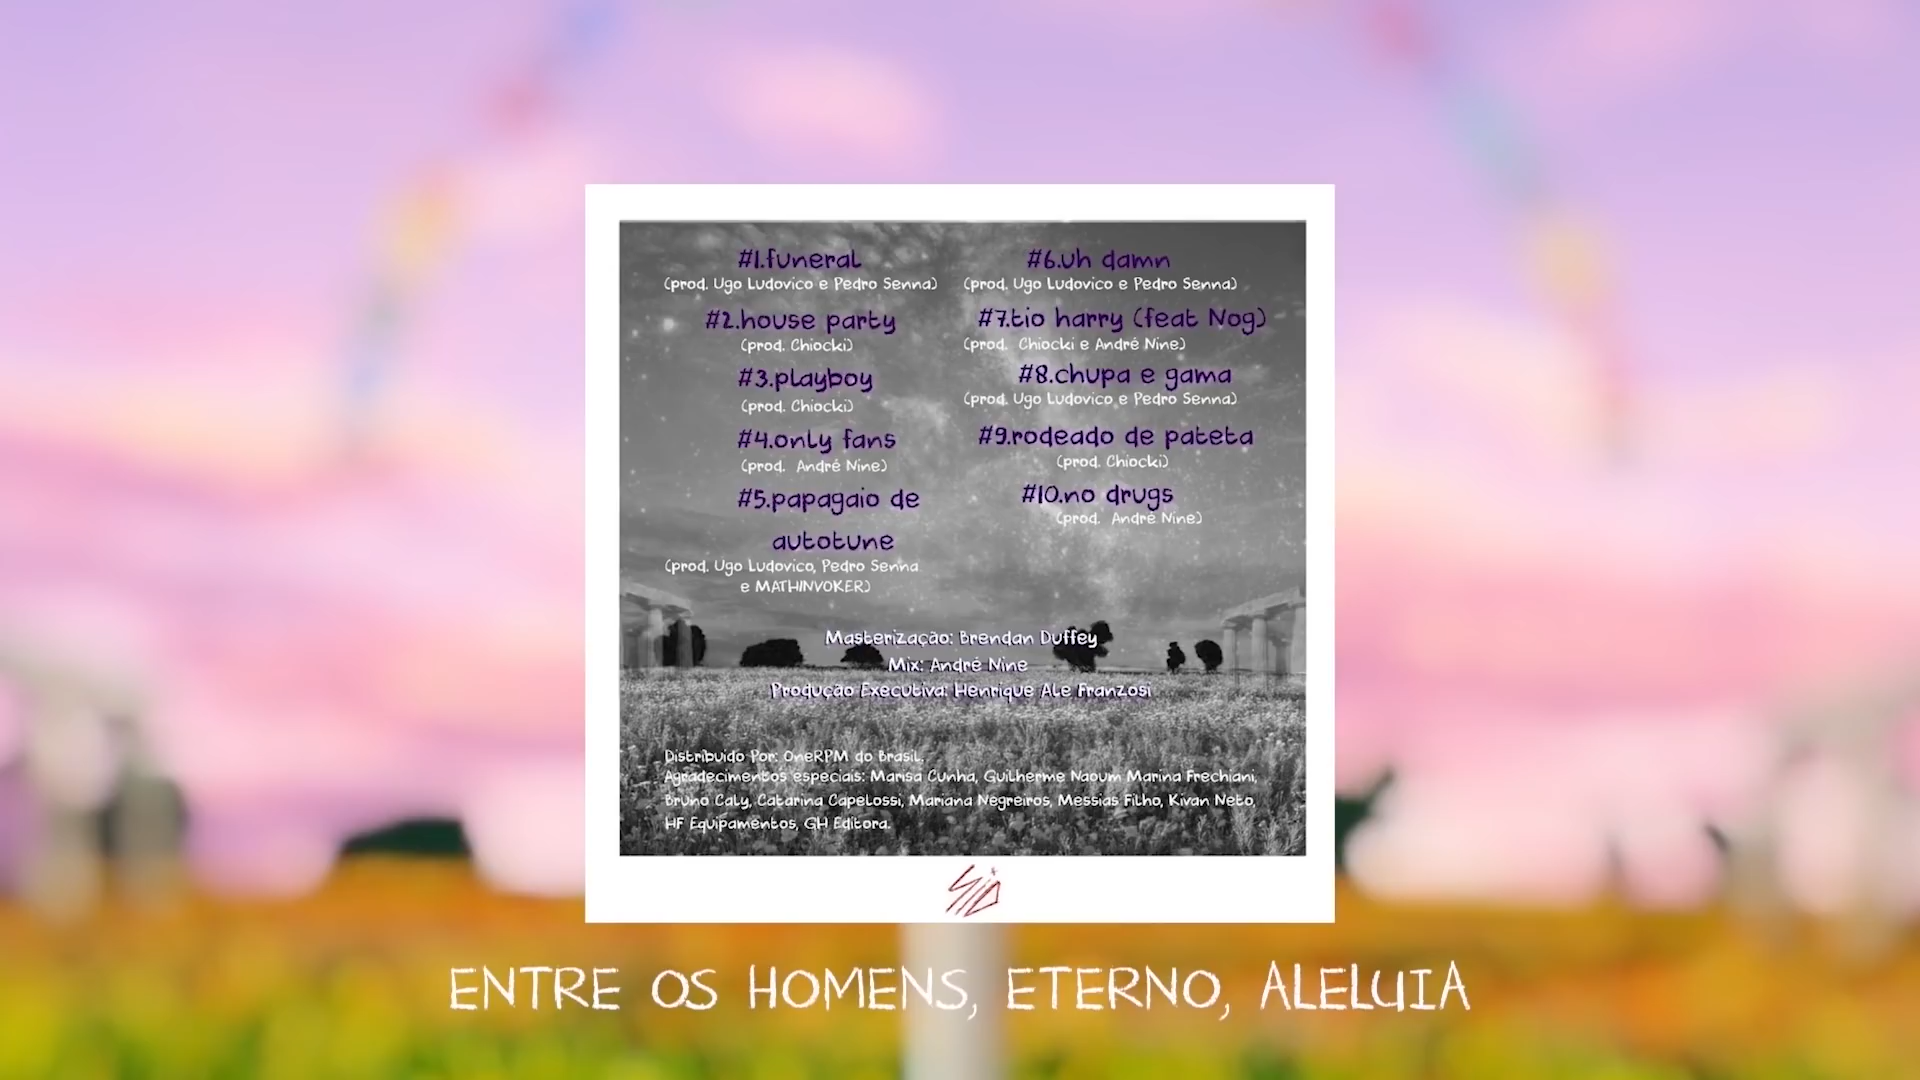 #1.funeral
(prod. Ugo Ludovico e Pedro Senna)
#2.house party
(prod. Chiocki)
#3.playboy
(prod. Chiocki)
#4.only fans
(prod. André Nine)
#5.papagaio de
autotune
(prod. Ugo Ludovico, Pedro Senna
e MATHINVOKER)
#6.uh damn
(prod. Ugo Ludovico e Pedro Senna)
#7.tio harry (feat Nog)
(prod. Chiocki e André Nine)
#8.chupa e gama
(prod. Ugo Ludovico e Pedro Senna)
#9.rodeado de pateta
(prod. Chiocki)
#10.no drugs
(prod. André Nine)
Masterização: Brendan Duffey
Mix: André Nine
Produção Executiva: Henrique Ale Franzosi
Distribuido Por: OneRPM do Brasil.
Agradecimentos especiais: Marisa Cunha, Guilherme Naoum Marina Frechiani,
Bruno Caly, Catarina Capelossi, Mariana Negreiros, Messias Filho, Kivan Neto,
HF Equipamentos, GH Editora.
SiD
ENTRE OS HOMENS, ETERNO, ALELUIA